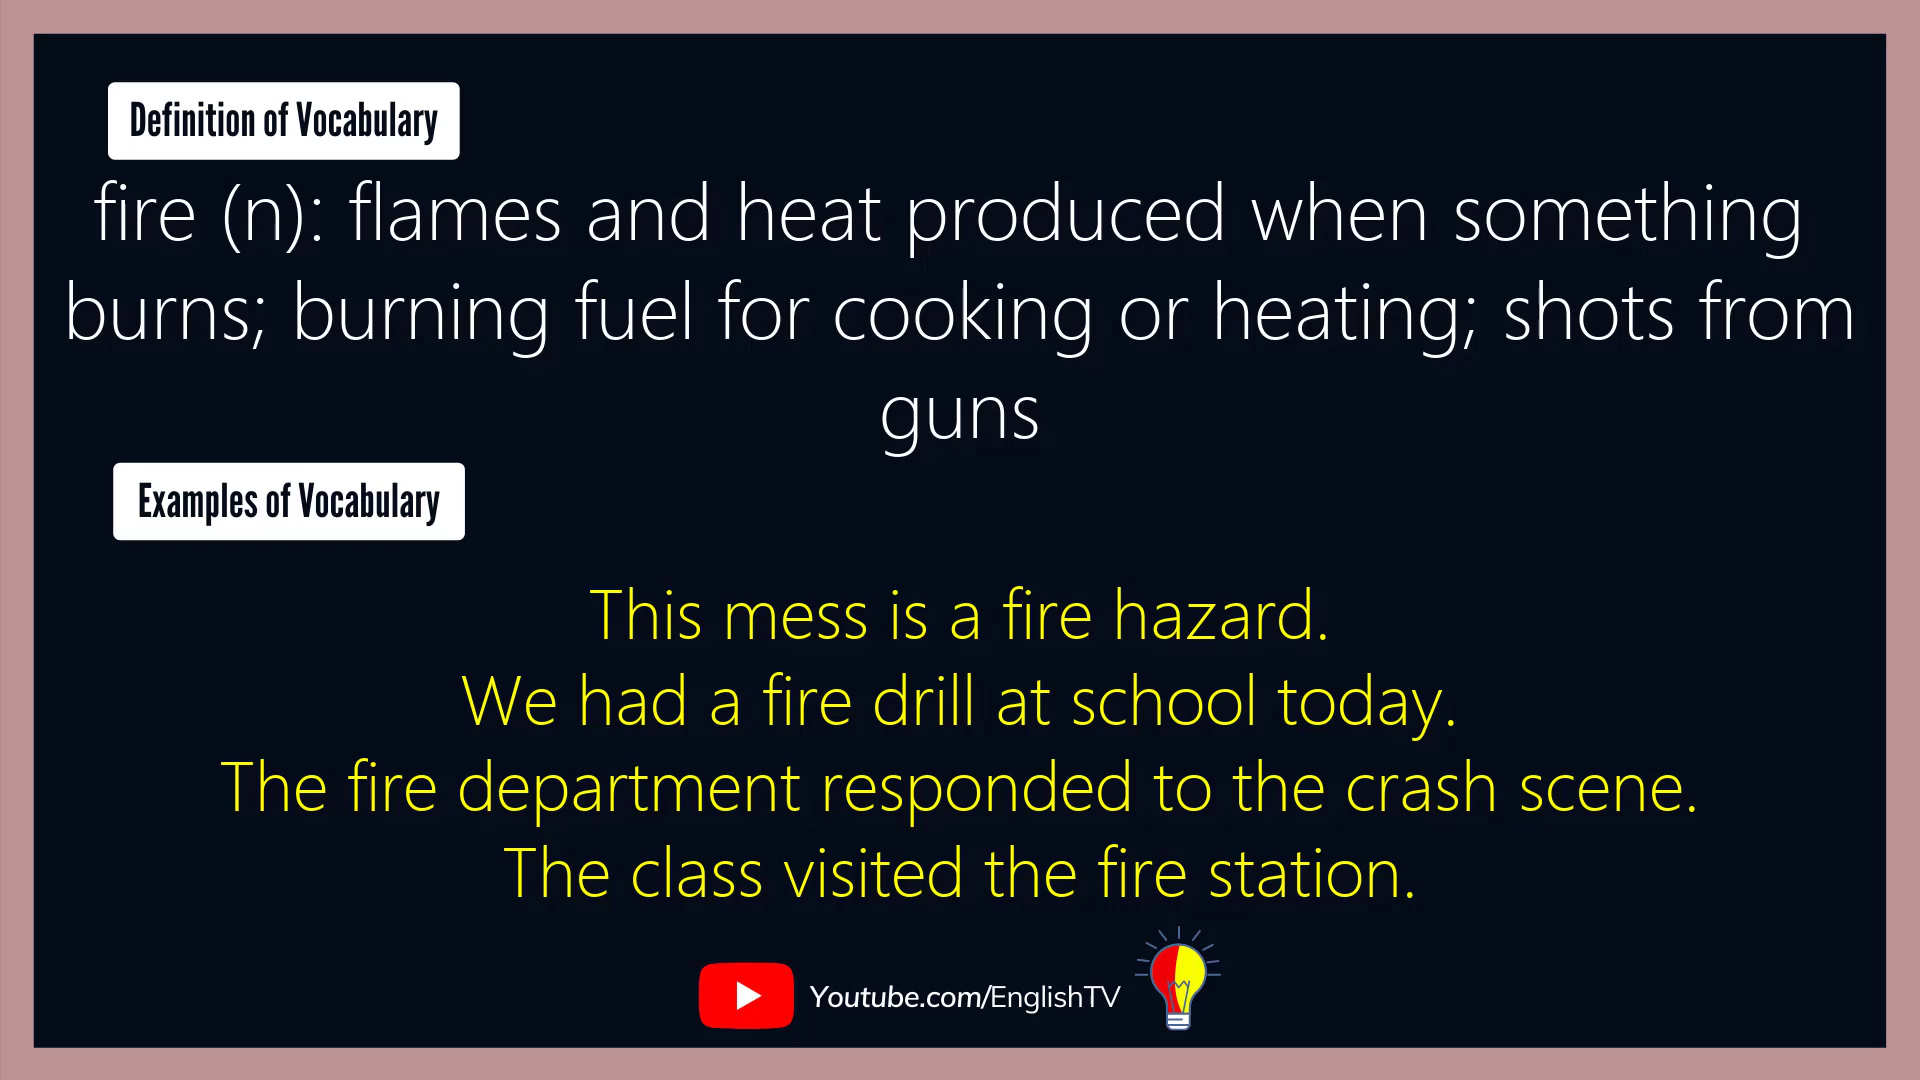 Definition of Vocabulary
fire (n): flames and heat produced when something
burns; burning fuel for cooking or heating; shots from
guns
Examples of Vocabulary
This mess is a fire hazard.
We had a fire drill at school today.
The fire department responded to the crash scene.
The class visited the fire station.
Youtube.com/EnglishTV